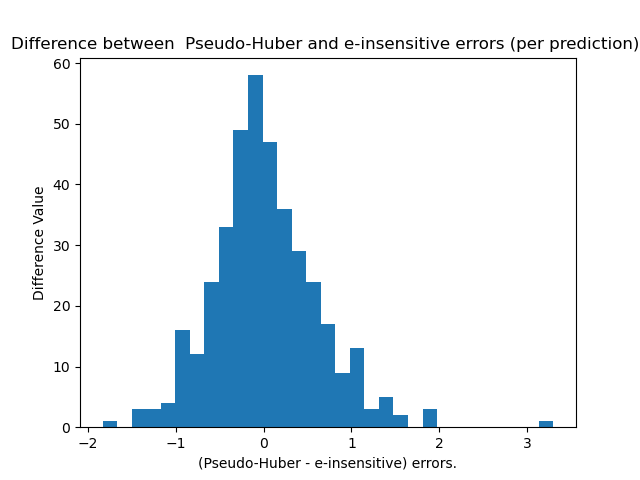 Difference between  Pseudo-Huber and e-insensitive errors (per prediction)
60
50
40
30
20
10
0
Difference Value
−2 −1 0 1 2 3
(Pseudo-Huber - e-insensitive) errors.